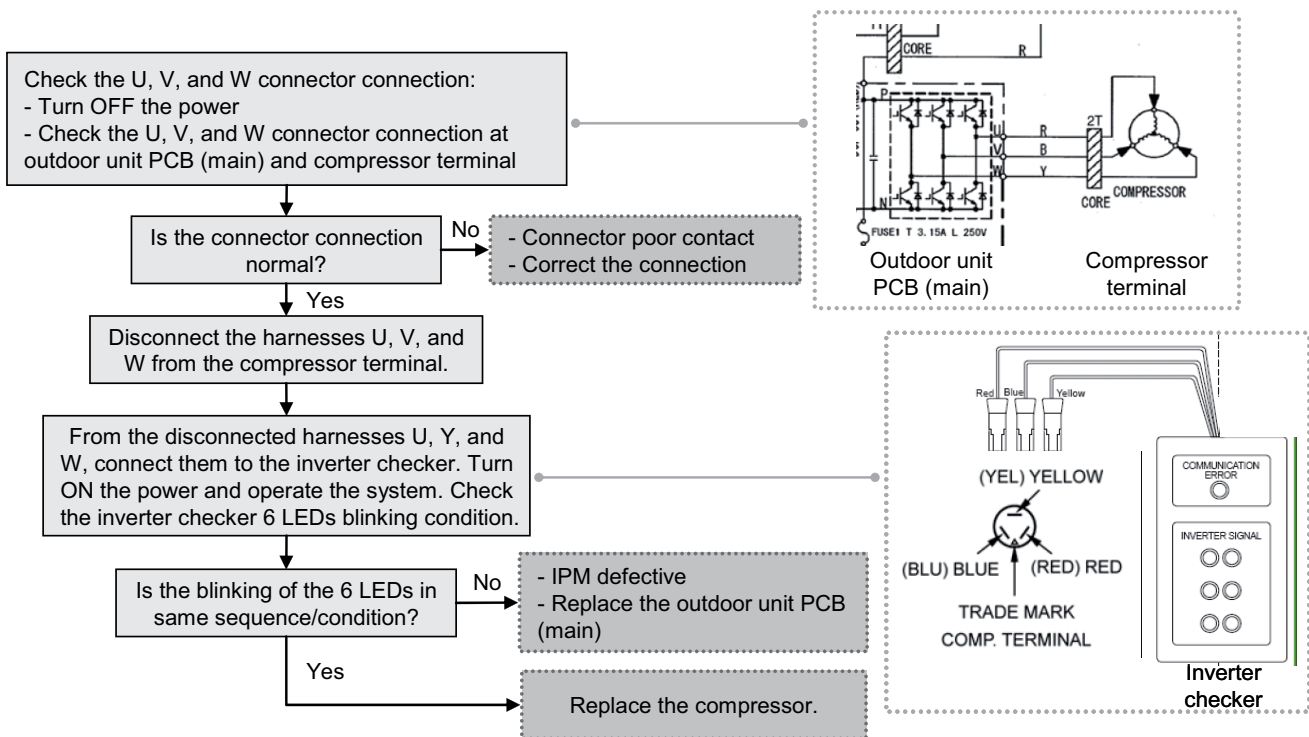 Check the U, V, and W connector connection:
- Turn OFF the power
- Check the U, V, and W connector connection at
outdoor unit PCB (main) and compressor terminal
Is the connector connection
normal?
No
- Connector poor contact
- Correct the connection
Yes
Disconnect the harnesses U, V, and
W from the compressor terminal.
From the disconnected harnesses U, Y, and
W, connect them to the inverter checker. Turn
ON the power and operate the system. Check
the inverter checker 6 LEDs blinking condition.
Is the blinking of the 6 LEDs in
same sequence/condition?
No
- IPM defective
- Replace the outdoor unit PCB
(main)
Yes
Replace the compressor.
CORE
R
P
U
R
2T
V
B
W
Y
N
CORE
COMPRESSOR
FUSE1 T 3.15A L 250V
Outdoor unit
PCB (main)
Compressor
terminal
Red
Blue
Yellow
(YEL) YELLOW
(BLU) BLUE
(RED) RED
TRADE MARK
COMP. TERMINAL
COMMUNICATION
ERROR
INVERTER SIGNAL
Inverter
checker